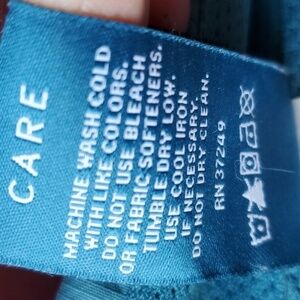 CARE
MACHINE WASH COLD
WITH LIKE COLORS.
DO NOT USE BLEACH
OR FABRIC SOFTENERS.
TUMBLE DRY LOW.
USE COOL IRON
IF NECESSARY.
DO NOT DRY CLEAN.
RN 37249